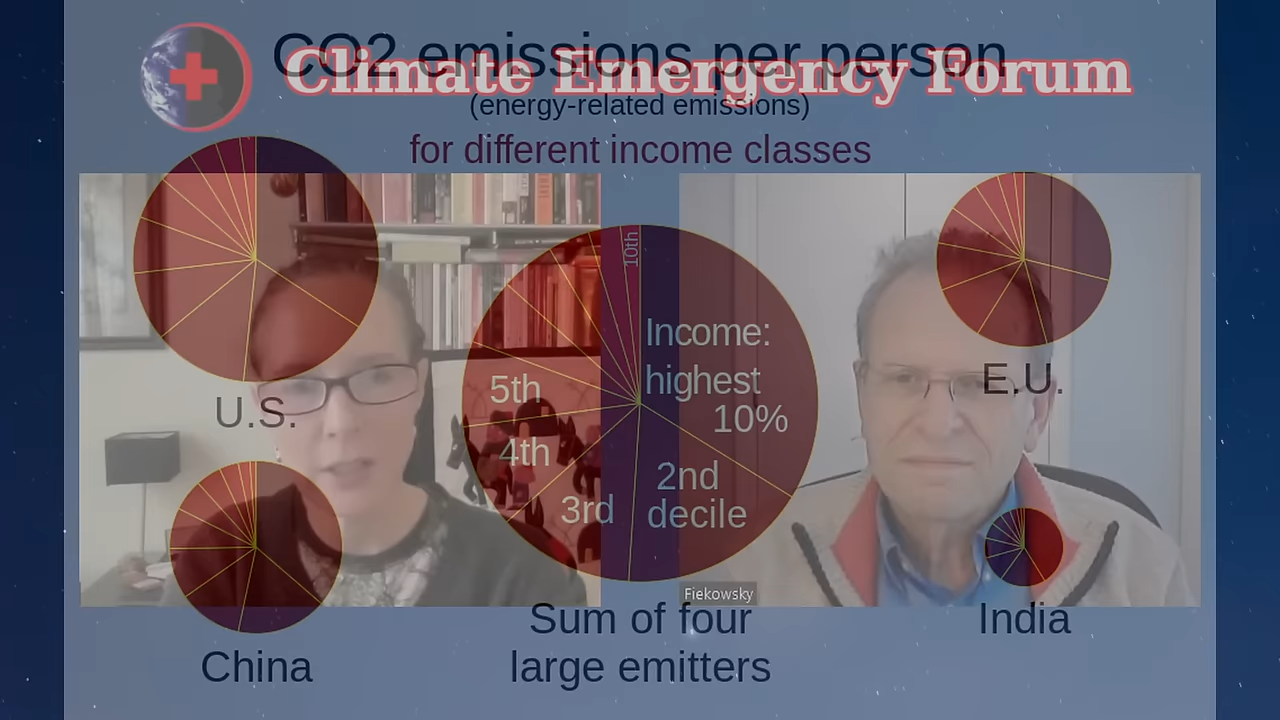 CO2 emissions per person
Climate Emergency Forum
(energy-related emissions)
for different income classes
10th
Income:
highest
10%
5th
4th
3rd
2nd
decile
U.S.
E.U.
Fiekowsky
Sum of four
large emitters
India
China